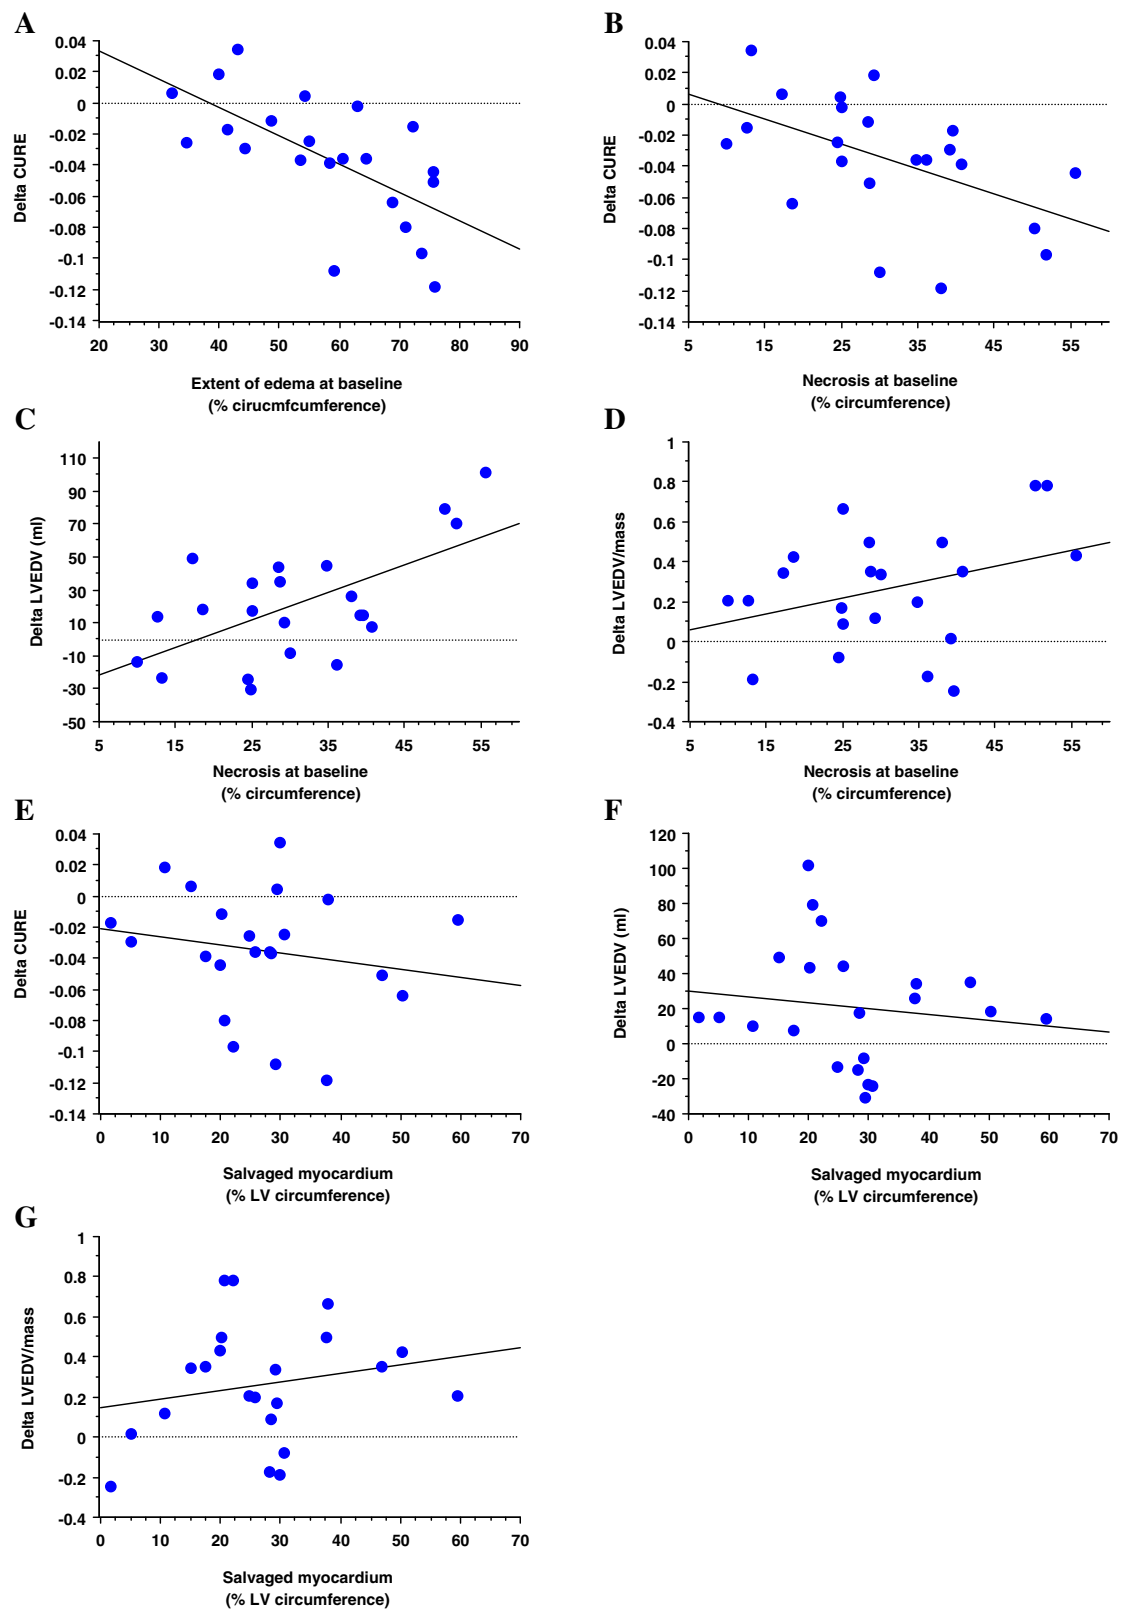 A
0.04
0.02
0
-0.02
-0.04
-0.06
-0.08
-0.1
-0.12
-0.14
Delta CURE
20 30 40 50 60 70 80 90
Extent of edema at baseline
(% cirucmfcumference)
B
0.04
0.02
0
-0.02
-0.04
-0.06
-0.08
-0.1
-0.12
-0.14
Delta CURE
5 15 25 35 45 55
Necrosis at baseline
(% circumference)
C
110
90
70
50
30
10
-10
-30
-50
Delta LVEDV (ml)
5 15 25 35 45 55
Necrosis at baseline
(% circumference)
D
1
0.8
0.6
0.4
0.2
0
-0.2
-0.4
Delta LVEDV/mass
5 15 25 35 45 55
Necrosis at baseline
(% circumference)
E
0.04
0.02
0
-0.02
-0.04
-0.06
-0.08
-0.1
-0.12
-0.14
Delta CURE
0 10 20 30 40 50 60 70
Salvaged myocardium
(% LV circumference)
F
120
100
80
60
40
20
0
-20
-40
Delta LVEDV (ml)
0 10 20 30 40 50 60 70
Salvaged myocardium
(% LV circumference)
G
1
0.8
0.6
0.4
0.2
0
-0.2
-0.4
Delta LVEDV/mass
0 10 20 30 40 50 60 70
Salvaged myocardium
(% LV circumference)